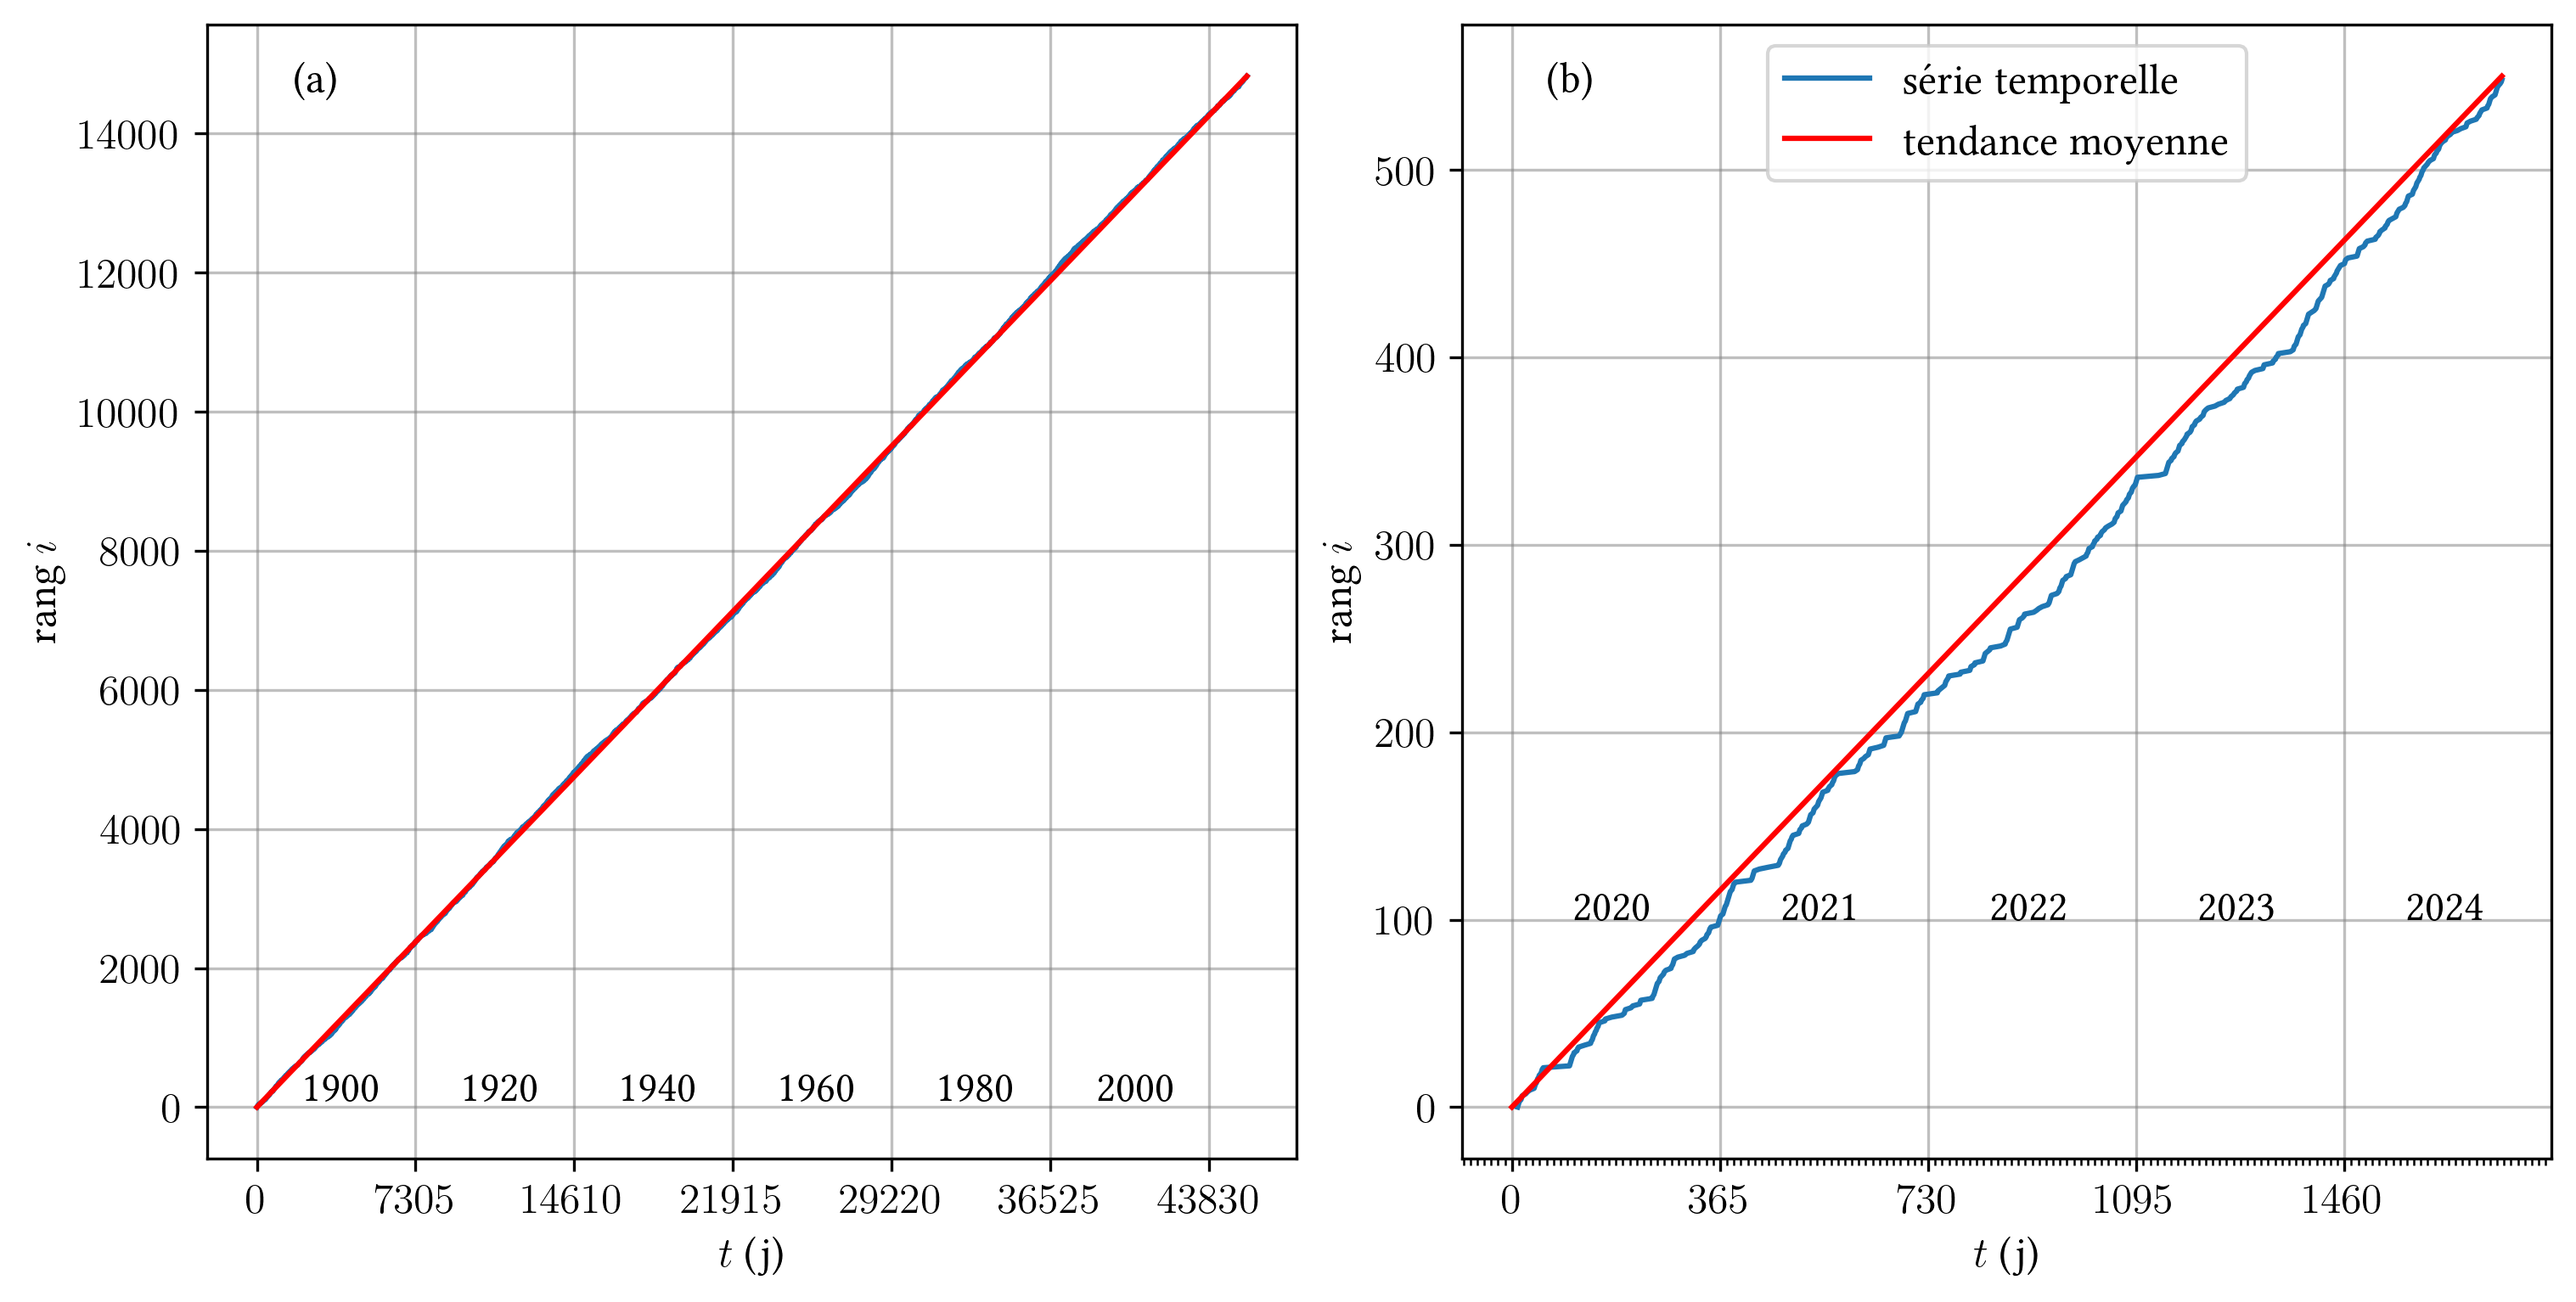 (a)
14000
12000
10000
8000
6000
4000
2000
0
rang i
1900 1920 1940 1960 1980 2000
0 7305 14610 21915 29220 36525 43830
t (j)
(b)
série temporelle
tendance moyenne
500
400
300
200
100
0
rang i
2020 2021 2022 2023 2024
0 365 730 1095 1460
t (j)